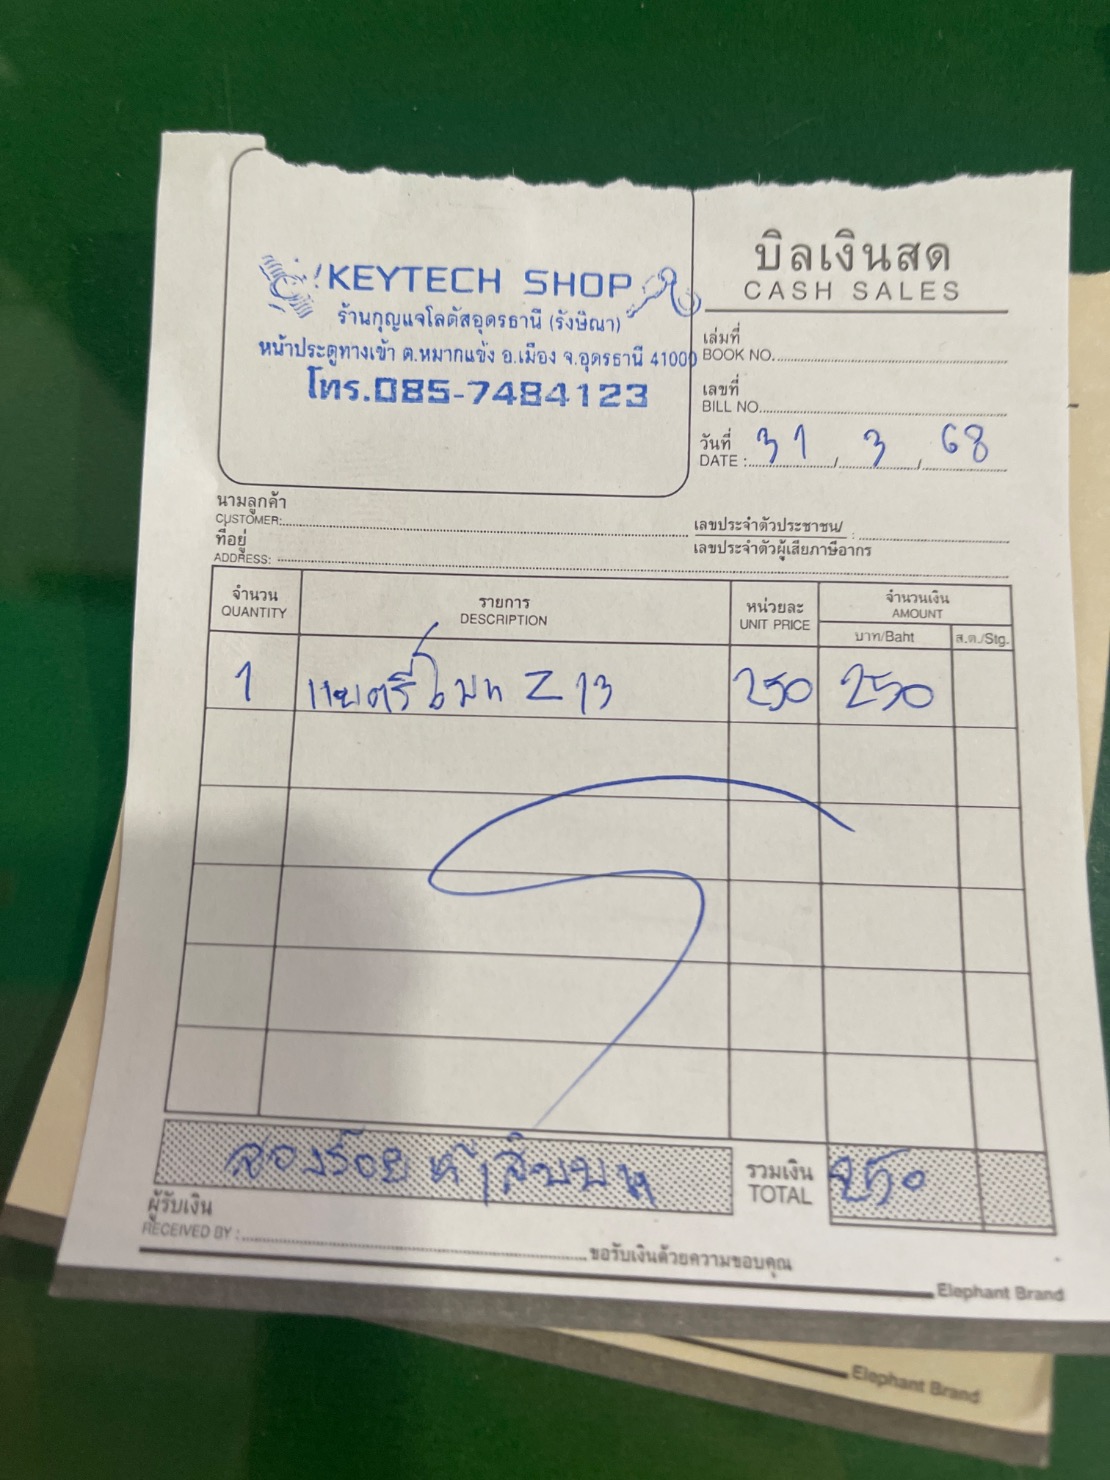 KEYTECH SHOP
ร้านกุญแจโลตัสอุดรธานี (รังษิณา)
หน้าประตูทางเข้า ต.หมากแข้ง อ.เมือง จ.อุดรธานี 41000
โทร.085-7484123
บิลเงินสด
CASH SALES
เล่มที่
BOOK NO.
เลขที่
BILL NO.
วันที่
DATE : 31 , 3 , 68
นามลูกค้า
CUSTOMER:
ที่อยู่
ADDRESS:
เลขประจำตัวประชาชน/
เลขประจำตัวผู้เสียภาษีอากร :
จำนวน รายการ หน่วยละ จำนวนเงิน
QUANTITY DESCRIPTION UNIT PRICE AMOUNT
บาท/Baht ส.ต./Stg.
1 แบตรีโมท Z 13 250 250
สองร้อยห้าสิบบาท รวมเงิน 250
TOTAL
ผู้รับเงิน
RECEIVED BY :
ขอรับเงินด้วยความขอบคุณ
Elephant Brand
Elephant Brand